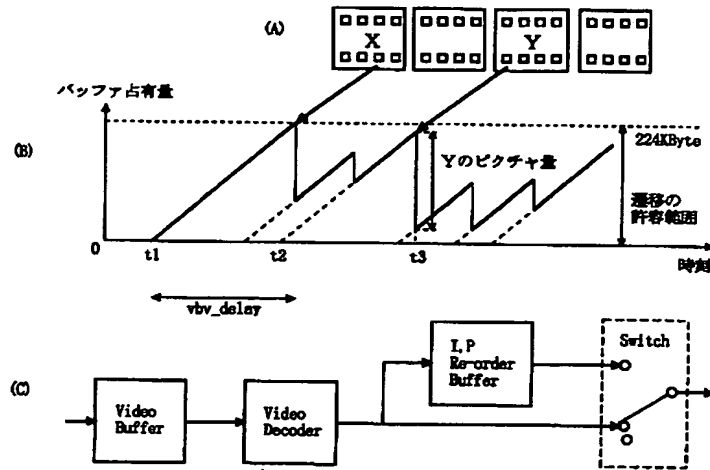 (A)
X
Y
バッファ占有量
(B)
224KByte
Yのピクチャ量
遷移の
許容範囲
0
t1
t2
t3
時刻
vbv_delay
(C)
Video
Buffer
Video
Decoder
I,P
Re-order
Buffer
Switch